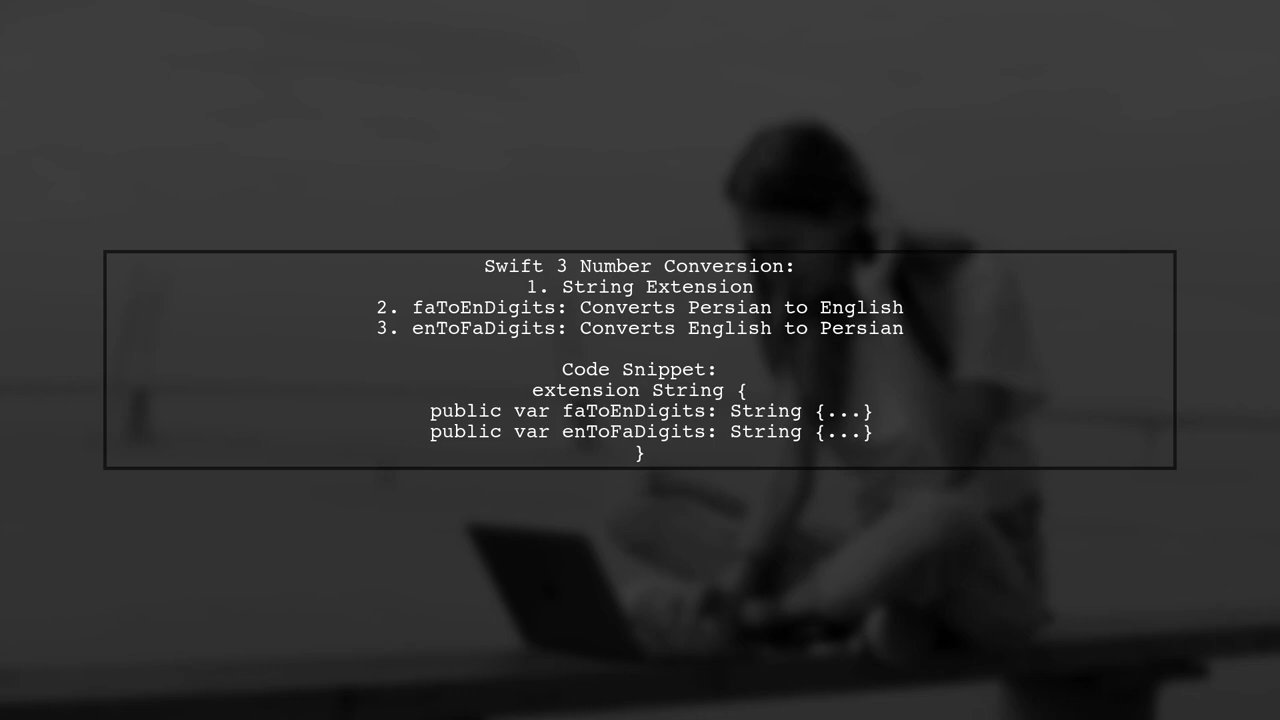 Swift 3 Number Conversion:
1. String Extension
2. faToEnDigits: Converts Persian to English
3. enToFaDigits: Converts English to Persian
Code Snippet:
extension String {
public var faToEnDigits: String {...}
public var enToFaDigits: String {...}
}